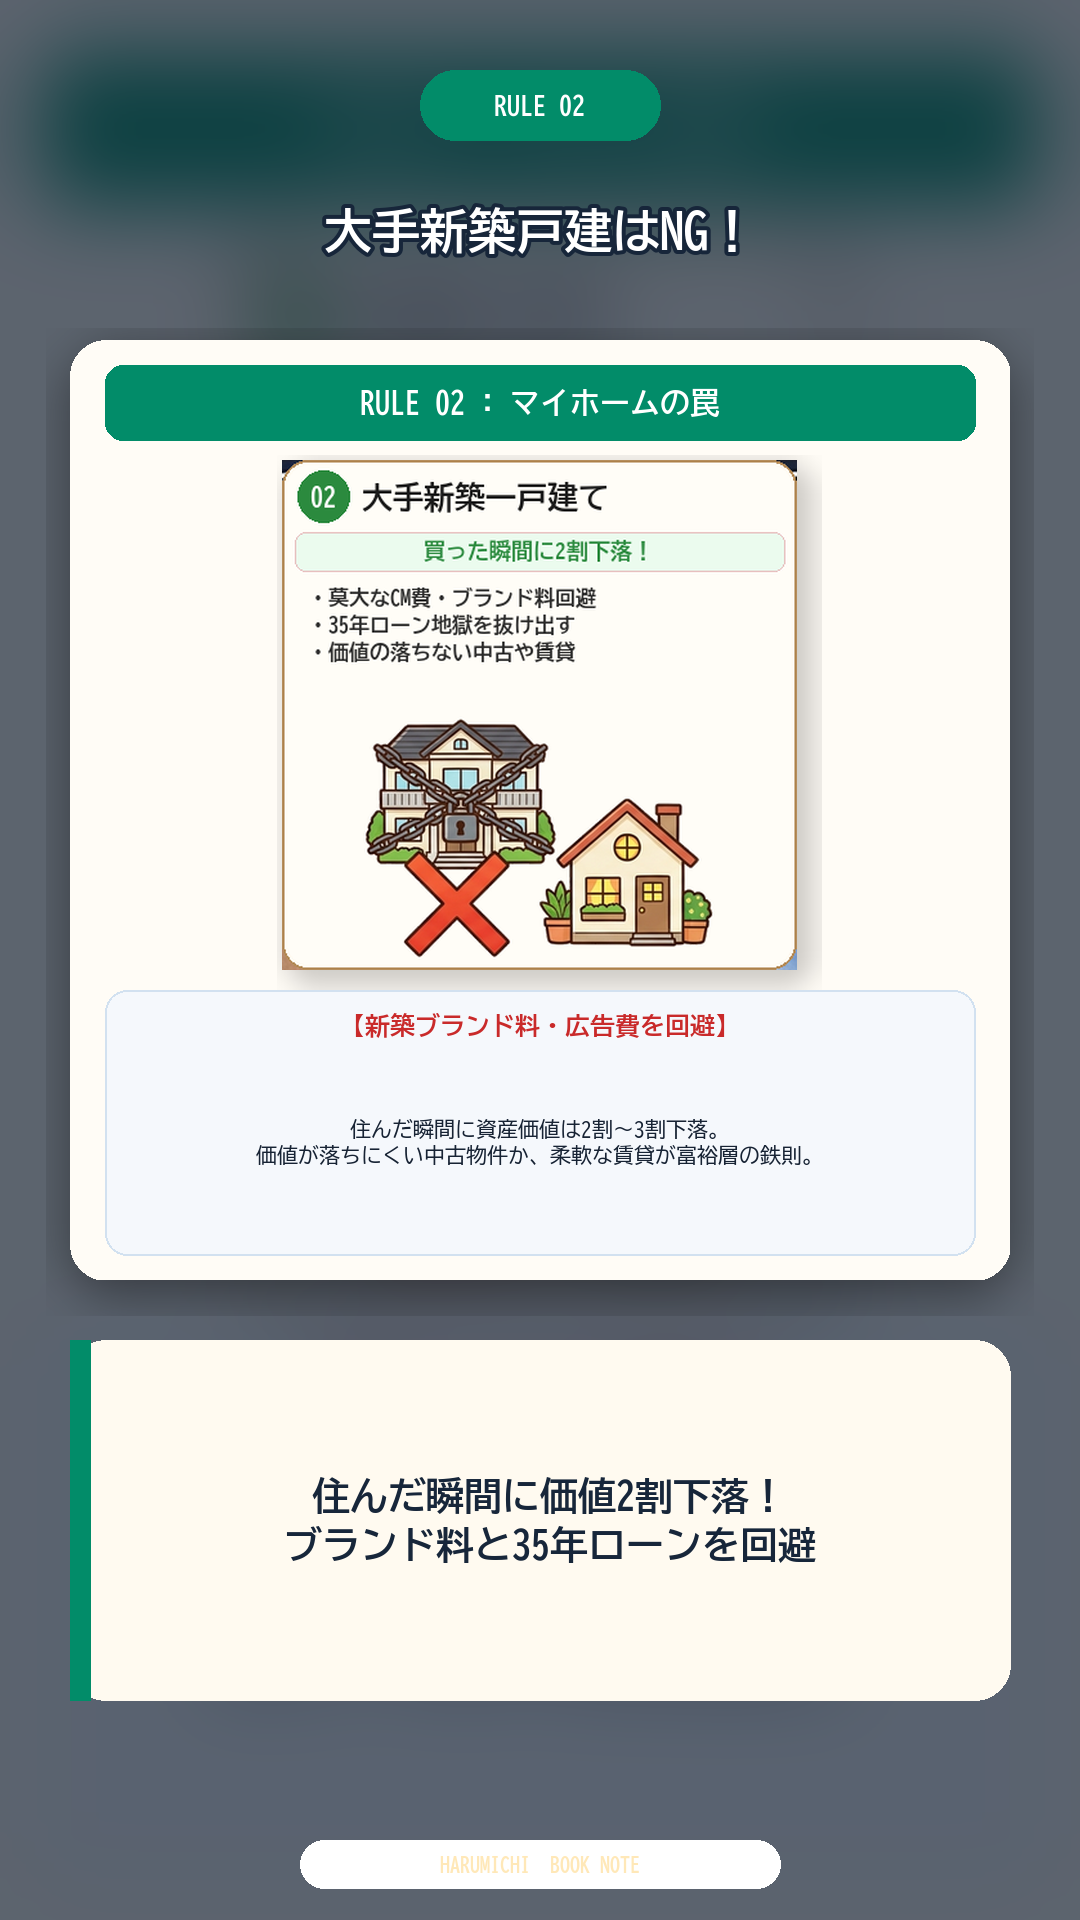 RULE 02
大手新築戸建はNG！
RULE 02 : マイホームの罠
02 大手新築一戸建て
買った瞬間に2割下落！
・莫大なCM費・ブランド料回避
・35年ローン地獄を抜け出す
・価値の落ちない中古や賃貸
【新築ブランド料・広告費を回避】
住んだ瞬間に資産価値は2割〜3割下落。
価値が落ちにくい中古物件か、柔軟な賃貸が富裕層の鉄則。
住んだ瞬間に価値2割下落！
ブランド料と35年ローンを回避
HARUMICHI BOOK NOTE